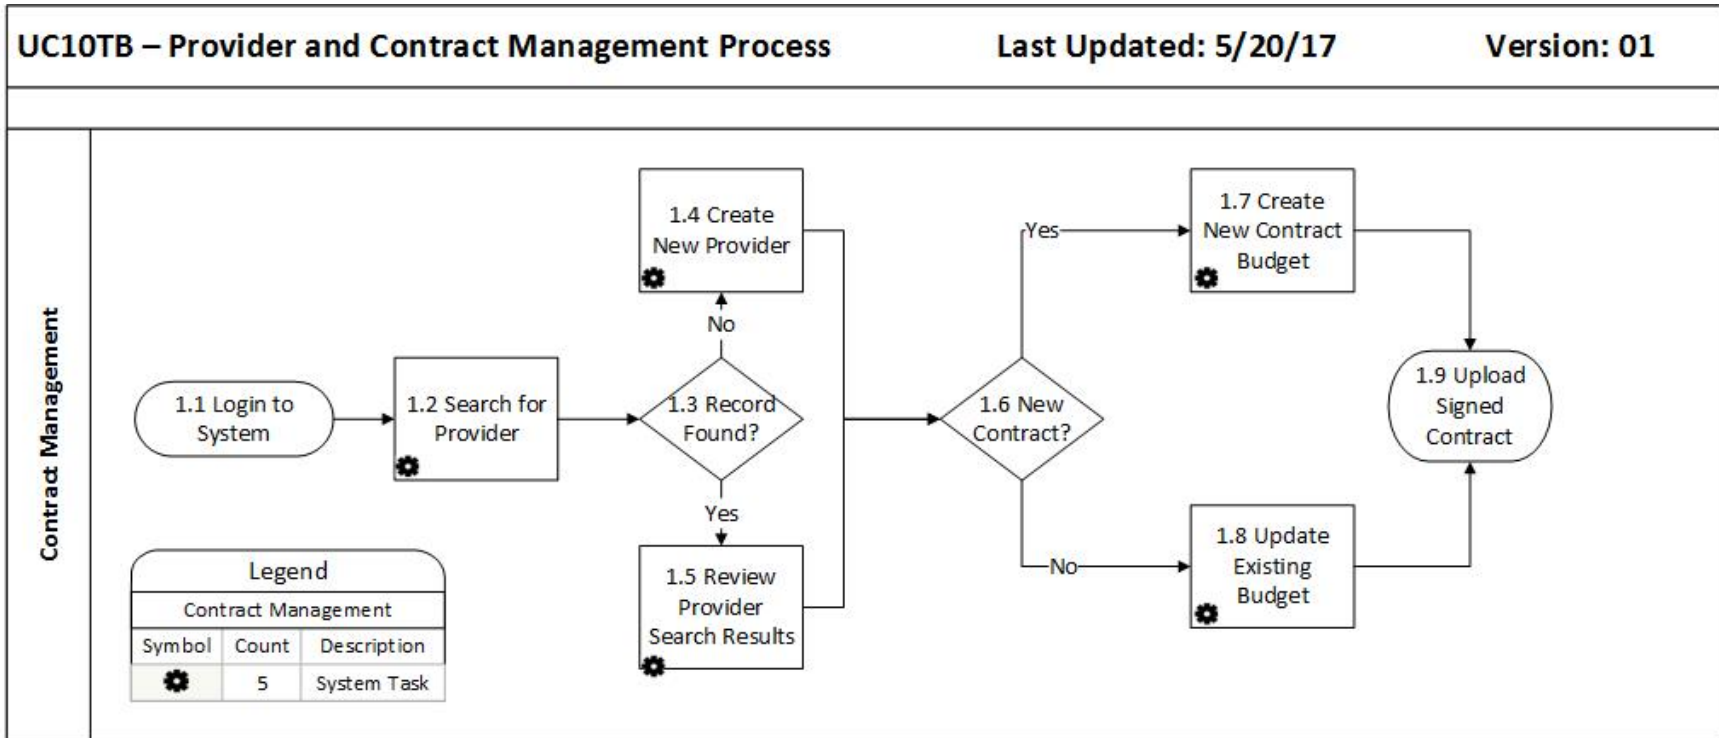 UC10TB – Provider and Contract Management Process Last Updated: 5/20/17 Version: 01
Contract Management
1.1 Login to
System
1.2 Search for
Provider
1.3 Record
Found?
No
1.4 Create
New Provider
Yes
1.5 Review
Provider
Search Results
1.6 New
Contract?
Yes
1.7 Create
New Contract
Budget
No
1.8 Update
Existing
Budget
1.9 Upload
Signed
Contract
Legend
Contract Management
Symbol Count Description
5 System Task